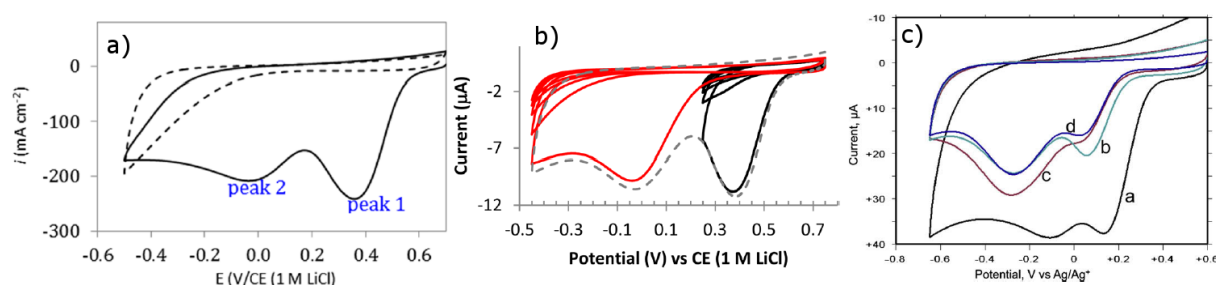 a)
0
-100
-200
-300
i (mA cm⁻²)
peak 2
peak 1
-0.6
-0.4
-0.2
0.0
0.2
0.4
0.6
E (V/CE (1 M LiCl)
b)
-2
-7
-12
Current (µA)
-0.5
-0.3
-0.1
0.1
0.3
0.5
0.7
Potential (V) vs CE (1 M LiCl)
c)
-10
0
+10
+20
+30
+40
Current, µA
d
b
c
a
-0.8
-0.6
-0.4
-0.2
0
+0.2
+0.4
+0.6
Potential, V vs Ag/Ag⁺